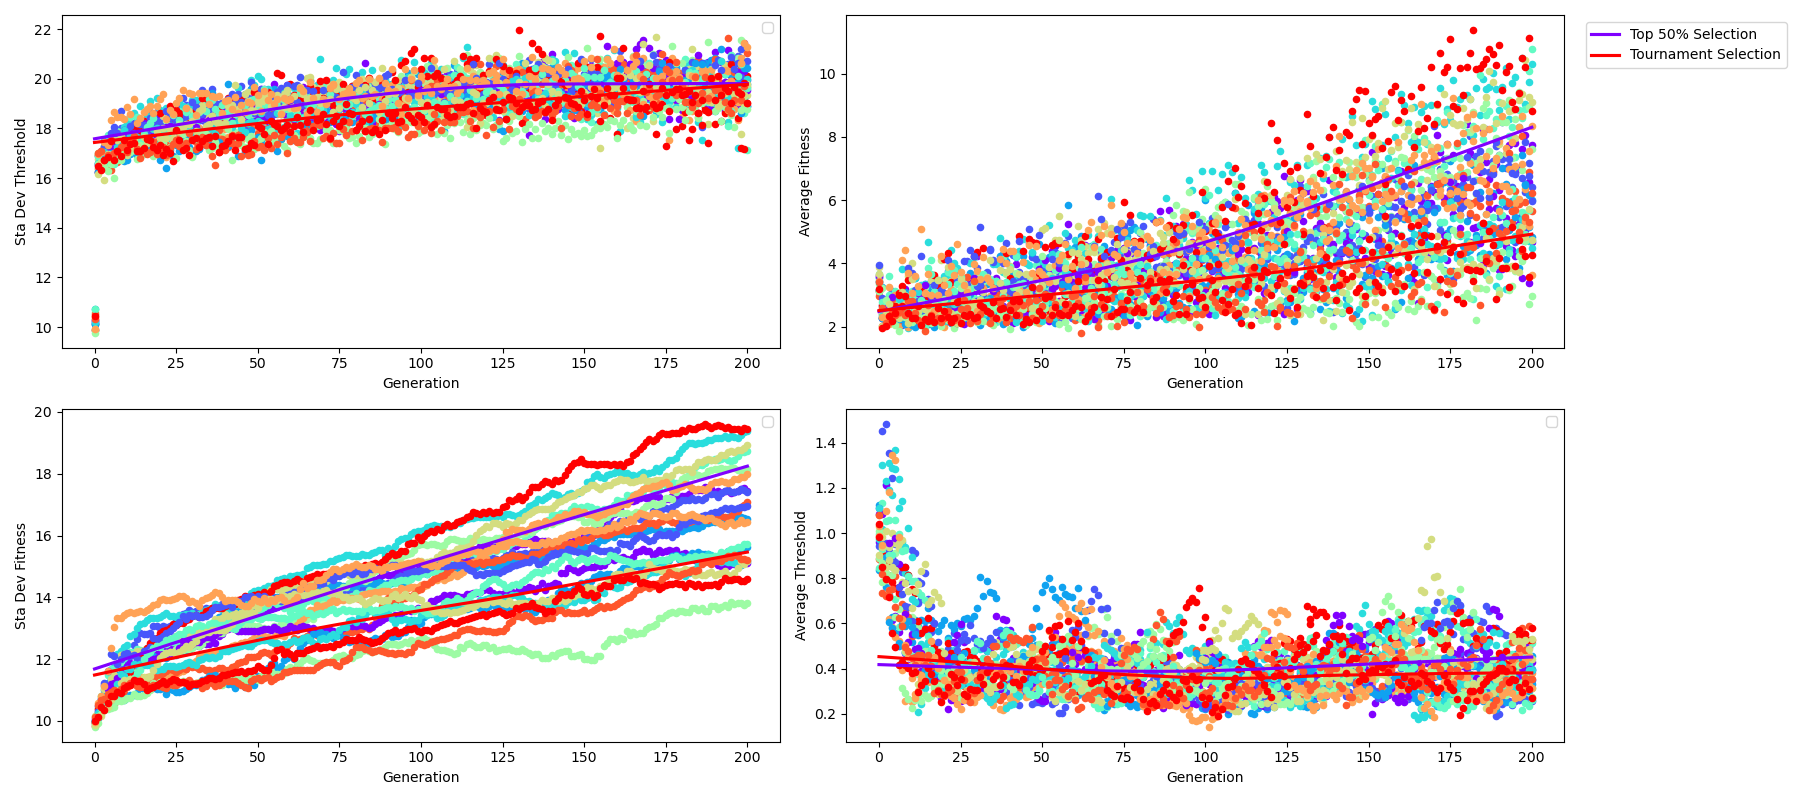 22
20
18
16
14
12
10
Sta Dev Threshold
0 25 50 75 100 125 150 175 200
Generation
10
8
6
4
2
Average Fitness
0 25 50 75 100 125 150 175 200
Generation
Top 50% Selection
Tournament Selection
20
18
16
14
12
10
Sta Dev Fitness
0 25 50 75 100 125 150 175 200
Generation
1.4
1.2
1.0
0.8
0.6
0.4
0.2
Average Threshold
0 25 50 75 100 125 150 175 200
Generation